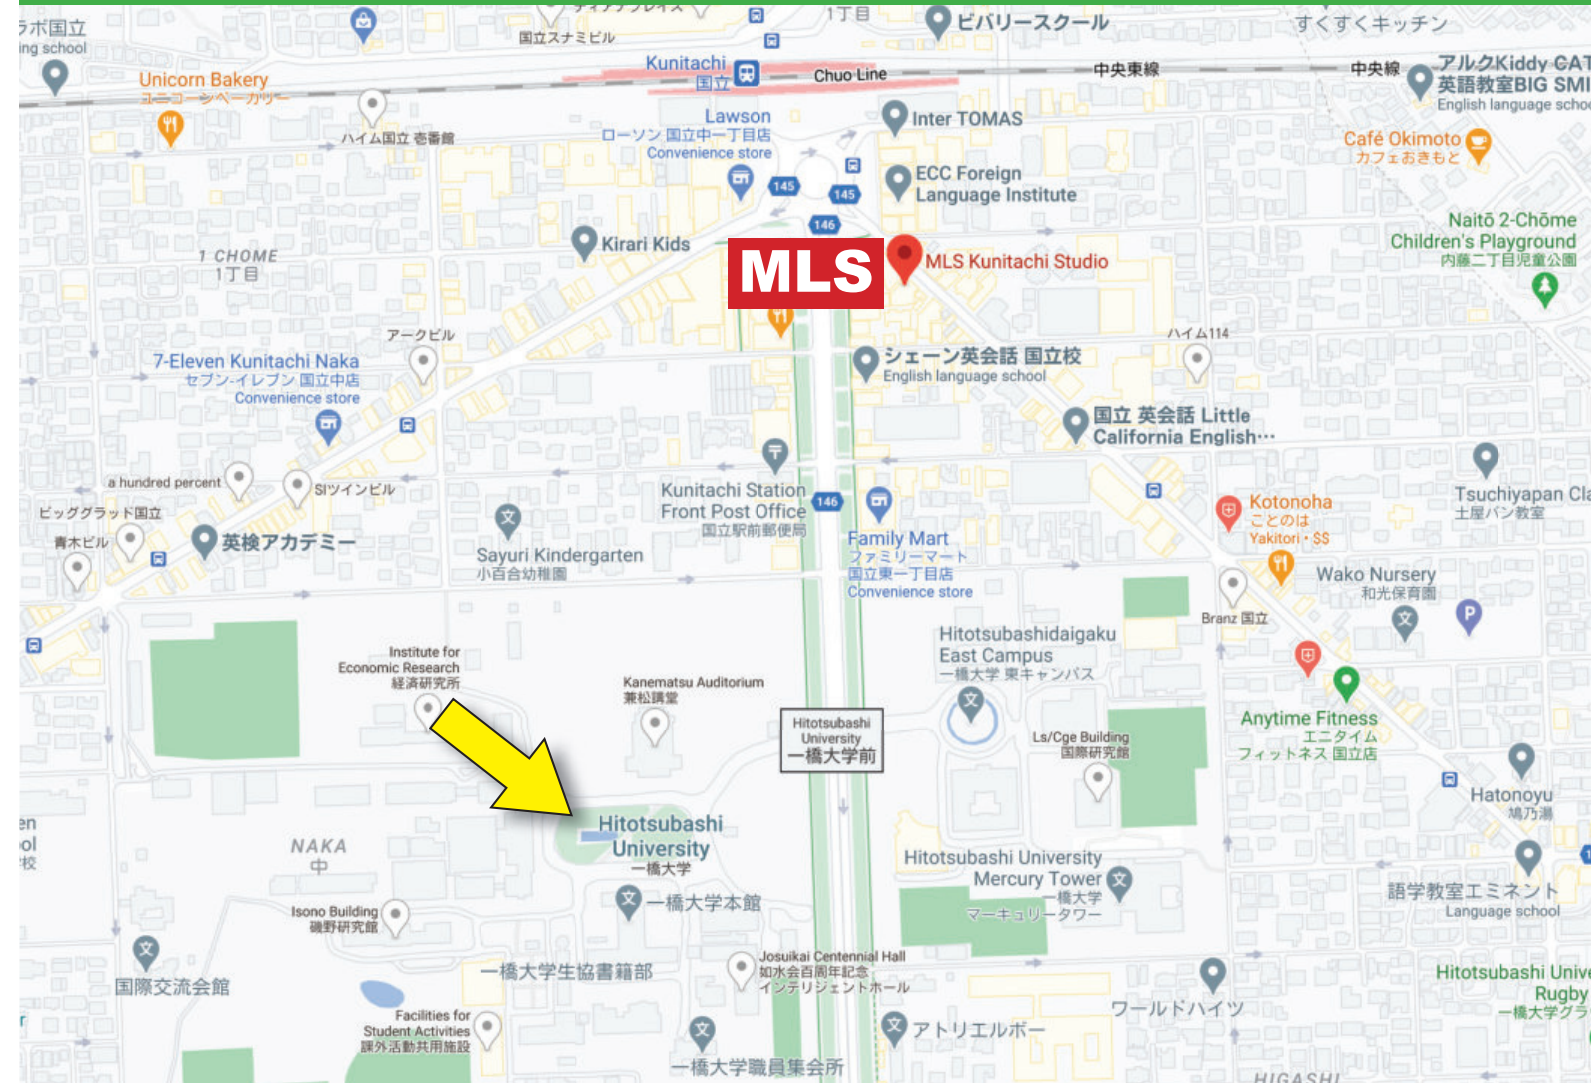 ラボ国立
ing school
ディアナプレイス
国立スナミビル
1丁目
ビバリースクール
すくすくキッチン
Unicorn Bakery
ユニコーンベーカリー
ハイム国立 壱番館
Kunitachi
国立
Chuo Line
中央東線
中央線
アルクKiddy CAT
英語教室BIG SMI
English language schoo
Lawson
ローソン 国立中一丁目店
Convenience store
Inter TOMAS
Café Okimoto
カフェおきもと
ECC Foreign
Language Institute
145
145
146
Naitō 2-Chōme
Children's Playground
内藤二丁目児童公園
1 CHOME
1丁目
Kirari Kids
MLS
MLS Kunitachi Studio
アークビル
7-Eleven Kunitachi Naka
セブン-イレブン 国立中店
Convenience store
シェーン英会話 国立校
English language school
ハイム114
国立 英会話 Little
California English…
a hundred percent
SIツインビル
ビッググラッド国立
青木ビル
英検アカデミー
Kunitachi Station
Front Post Office
国立駅前郵便局
146
Sayuri Kindergarten
小百合幼稚園
Family Mart
ファミリーマート
国立東一丁目店
Convenience store
Kotonoha
ことのは
Yakitori・$$
Tsuchiyapan Cla
土屋パン教室
Wako Nursery
和光保育園
P
Branz 国立
Institute for
Economic Research
経済研究所
Kanematsu Auditorium
兼松講堂
Hitotsubashidaigaku
East Campus
一橋大学 東キャンパス
Hitotsubashi
University
一橋大学前
Ls/Cge Building
国際研究館
Anytime Fitness
エニタイム
フィットネス 国立店
Hatonoyu
鳩乃湯
Hitotsubashi
University
一橋大学
en
ool
校
NAKA
中
Hitotsubashi University
Mercury Tower
一橋大学
マーキュリータワー
一橋大学本館
語学教室エミネント
Language school
Isono Building
磯野研究館
国際交流会館
一橋大学生協書籍部
Josuikai Centennial Hall
如水会百周年記念
インテリジェントホール
Hitotsubashi Unive
Rugby
一橋大学グラ
ワールドハイツ
Facilities for
Student Activities
課外活動共用施設
アトリエルボー
一橋大学職員集会所
HIGASHI